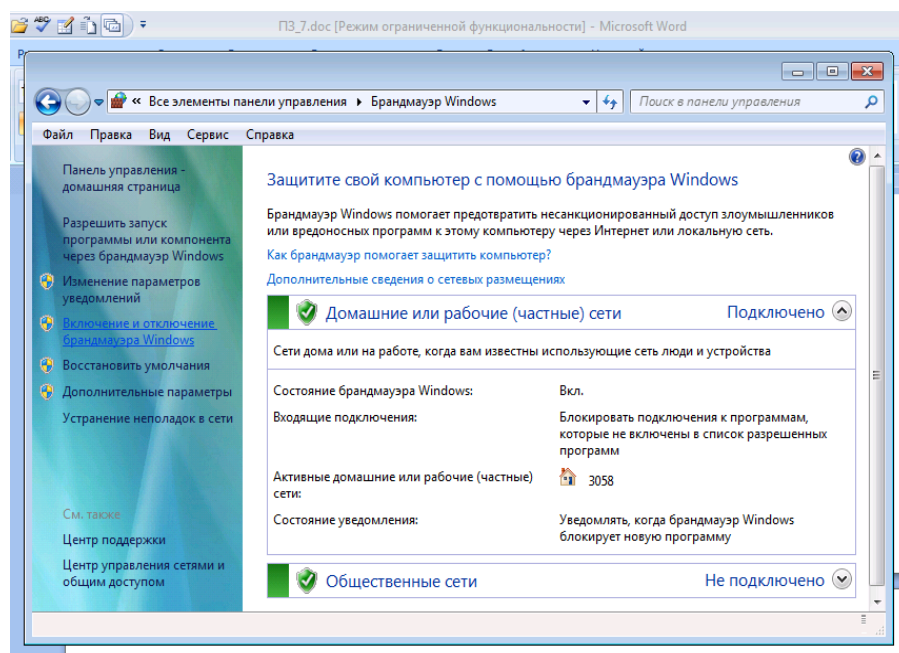 ПЗ_7.doc [Режим ограниченной функциональности] - Microsoft Word
« Все элементы панели управления ▸ Брандмауэр Windows
Поиск в панели управления
Файл Правка Вид Сервис Справка
Панель управления -
домашняя страница
Разрешить запуск
программы или компонента
через брандмауэр Windows
Изменение параметров
уведомлений
Включение и отключение
брандмауэра Windows
Восстановить умолчания
Дополнительные параметры
Устранение неполадок в сети
См. также
Центр поддержки
Центр управления сетями и
общим доступом
Защитите свой компьютер с помощью брандмауэра Windows
Брандмауэр Windows помогает предотвратить несанкционированный доступ злоумышленников
или вредоносных программ к этому компьютеру через Интернет или локальную сеть.
Как брандмауэр помогает защитить компьютер?
Дополнительные сведения о сетевых размещениях
Домашние или рабочие (частные) сети Подключено
Сети дома или на работе, когда вам известны использующие сеть люди и устройства
Состояние брандмауэра Windows: Вкл.
Входящие подключения: Блокировать подключения к программам,
которые не включены в список разрешенных
программ
Активные домашние или рабочие (частные) 3058
сети:
Состояние уведомления: Уведомлять, когда брандмауэр Windows
блокирует новую программу
Общественные сети Не подключено